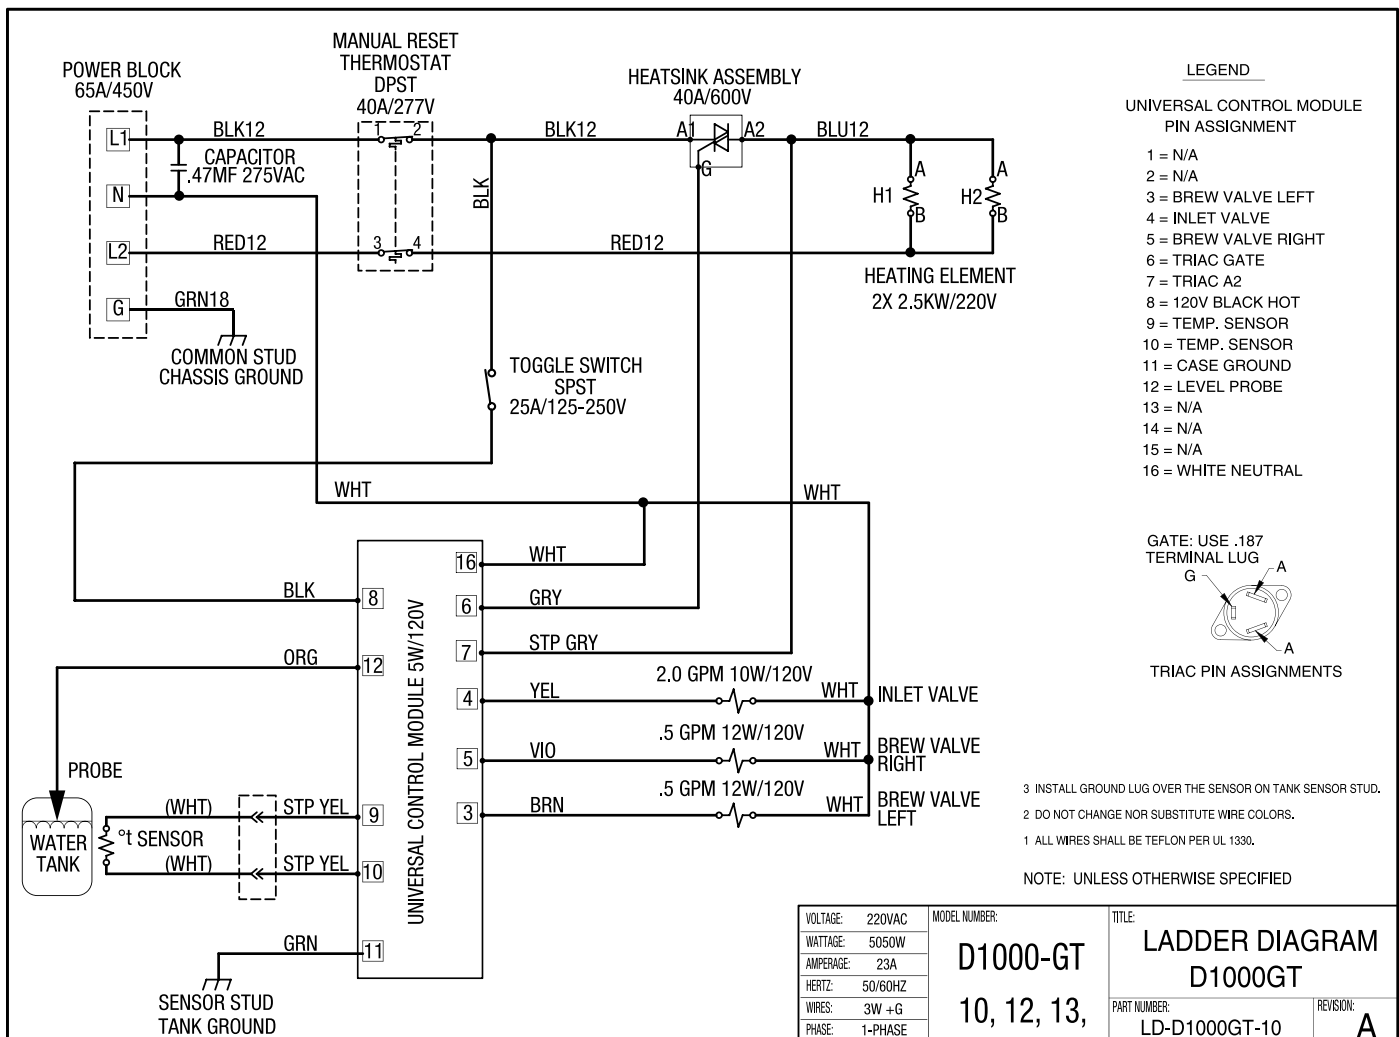 POWER BLOCK
65A/450V
L1
N
L2
G
BLK12
CAPACITOR
.47MF 275VAC
RED12
GRN18
COMMON STUD
CHASSIS GROUND
MANUAL RESET
THERMOSTAT
DPST
40A/277V
1
2
3
4
BLK
BLK12
RED12
HEATSINK ASSEMBLY
40A/600V
A1
A2
G
BLU12
H1
A
B
H2
A
B
HEATING ELEMENT
2X 2.5KW/220V
TOGGLE SWITCH
SPST
25A/125-250V
WHT
WHT
UNIVERSAL CONTROL MODULE 5W/120V
BLK
8
ORG
12
PROBE
WATER
TANK
°t SENSOR
(WHT)
STP YEL
9
(WHT)
STP YEL
10
GRN
11
SENSOR STUD
TANK GROUND
16
WHT
6
GRY
7
STP GRY
4
YEL
2.0 GPM 10W/120V
WHT
INLET VALVE
5
VIO
.5 GPM 12W/120V
WHT
BREW VALVE
RIGHT
3
BRN
.5 GPM 12W/120V
WHT
BREW VALVE
LEFT
LEGEND
UNIVERSAL CONTROL MODULE
PIN ASSIGNMENT
1 = N/A
2 = N/A
3 = BREW VALVE LEFT
4 = INLET VALVE
5 = BREW VALVE RIGHT
6 = TRIAC GATE
7 = TRIAC A2
8 = 120V BLACK HOT
9 = TEMP. SENSOR
10 = TEMP. SENSOR
11 = CASE GROUND
12 = LEVEL PROBE
13 = N/A
14 = N/A
15 = N/A
16 = WHITE NEUTRAL
GATE: USE .187
TERMINAL LUG
G
A
A
TRIAC PIN ASSIGNMENTS
3 INSTALL GROUND LUG OVER THE SENSOR ON TANK SENSOR STUD.
2 DO NOT CHANGE NOR SUBSTITUTE WIRE COLORS.
1 ALL WIRES SHALL BE TEFLON PER UL 1330.
NOTE: UNLESS OTHERWISE SPECIFIED
VOLTAGE: 220VAC
WATTAGE: 5050W
AMPERAGE: 23A
HERTZ: 50/60HZ
WIRES: 3W +G
PHASE: 1-PHASE
MODEL NUMBER:
D1000-GT
10, 12, 13,
TITLE:
LADDER DIAGRAM
D1000GT
PART NUMBER:
LD-D1000GT-10
REVISION:
A